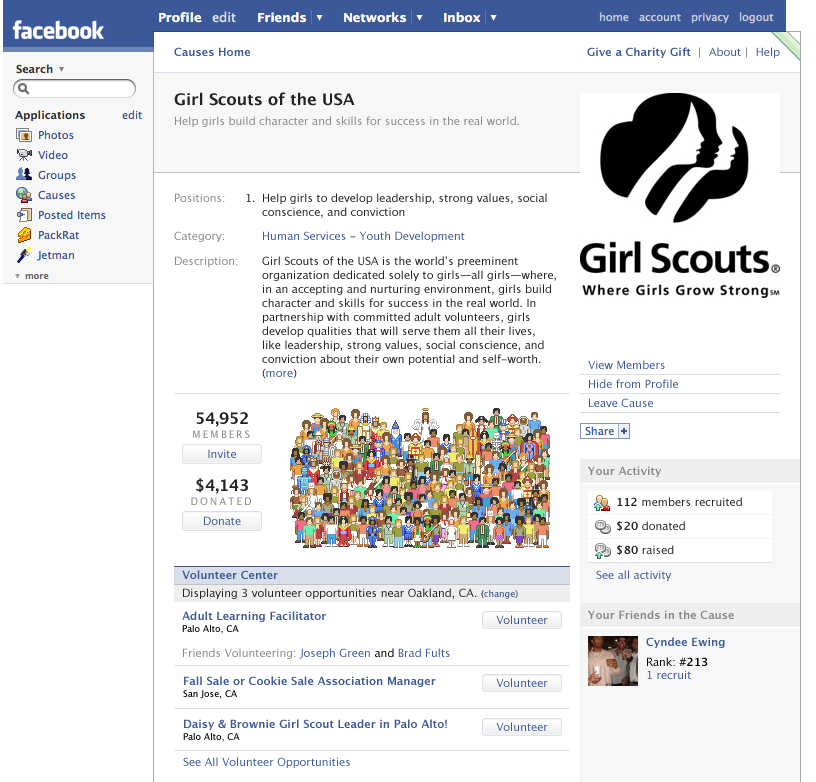 facebook
Profile edit Friends ▼ Networks ▼ Inbox ▼ home account privacy logout
Search ▼
Applications edit
Photos
Video
Groups
Causes
Posted Items
PackRat
Jetman
▼ more
Causes Home
Give a Charity Gift | About | Help
Girl Scouts of the USA
Help girls build character and skills for success in the real world.
Positions: 1. Help girls to develop leadership, strong values, social
conscience, and conviction
Category: Human Services – Youth Development
Description: Girl Scouts of the USA is the world's preeminent
organization dedicated solely to girls—all girls—where,
in an accepting and nurturing environment, girls build
character and skills for success in the real world. In
partnership with committed adult volunteers, girls
develop qualities that will serve them all their lives,
like leadership, strong values, social conscience, and
conviction about their own potential and self-worth.
(more)
54,952
MEMBERS
Invite
$4,143
DONATED
Donate
Volunteer Center
Displaying 3 volunteer opportunities near Oakland, CA. (change)
Adult Learning Facilitator
Palo Alto, CA
Volunteer
Friends Volunteering: Joseph Green and Brad Fults
Fall Sale or Cookie Sale Association Manager
San Jose, CA
Volunteer
Daisy & Brownie Girl Scout Leader in Palo Alto!
Palo Alto, CA
Volunteer
See All Volunteer Opportunities
Girl Scouts®
Where Girls Grow Strong℠
View Members
Hide from Profile
Leave Cause
Share +
Your Activity
112 members recruited
$20 donated
$80 raised
See all activity
Your Friends in the Cause
Cyndee Ewing
Rank: #213
1 recruit